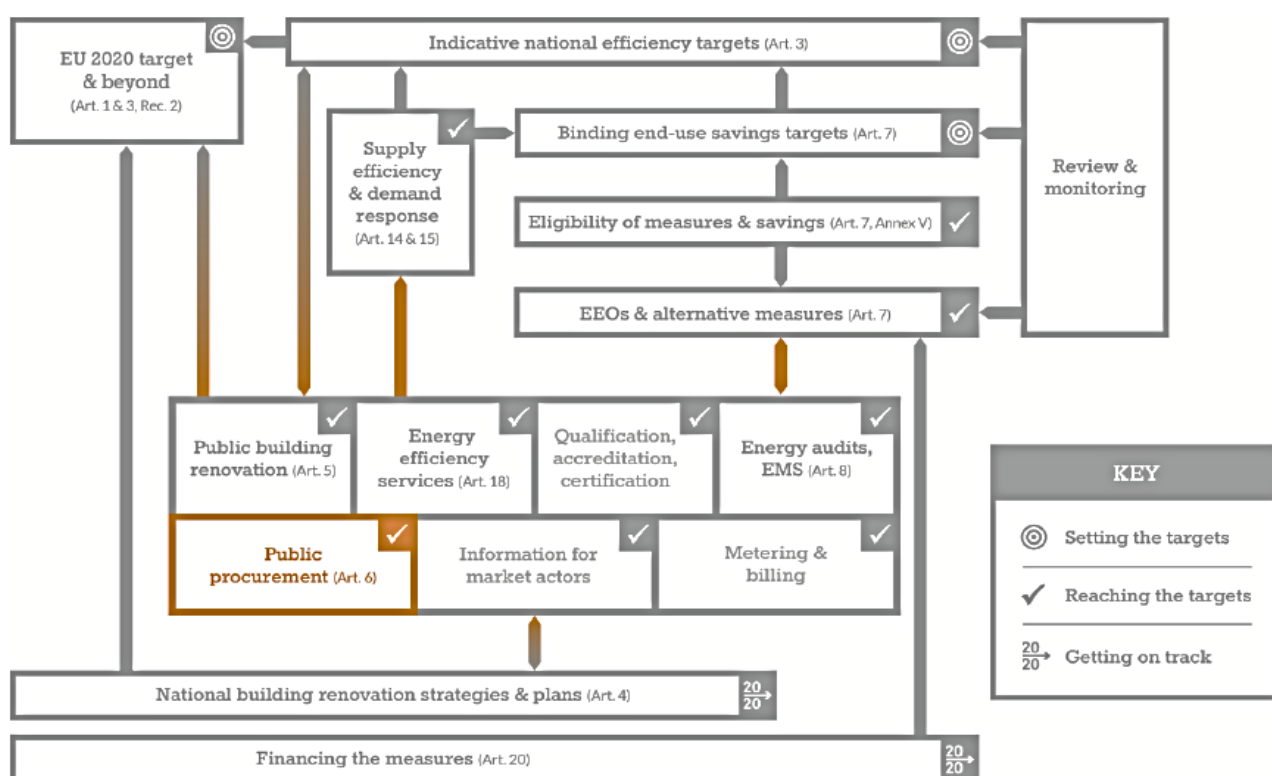 EU 2020 target
& beyond
(Art. 1 & 3, Rec. 2)
Indicative national efficiency targets (Art. 3)
Supply
efficiency
& demand
response
(Art. 14 & 15)
Binding end-use savings targets (Art. 7)
Eligibility of measures & savings (Art. 7, Annex V)
EEOs & alternative measures (Art. 7)
Review &
monitoring
Public building
renovation (Art. 5)
Energy
efficiency
services (Art. 18)
Qualification,
accreditation,
certification
Energy audits,
EMS (Art. 8)
Public
procurement (Art. 6)
Information for
market actors
Metering &
billing
National building renovation strategies & plans (Art. 4)
20
20
Financing the measures (Art. 20)
20
20
KEY
Setting the targets
Reaching the targets
20
20
Getting on track